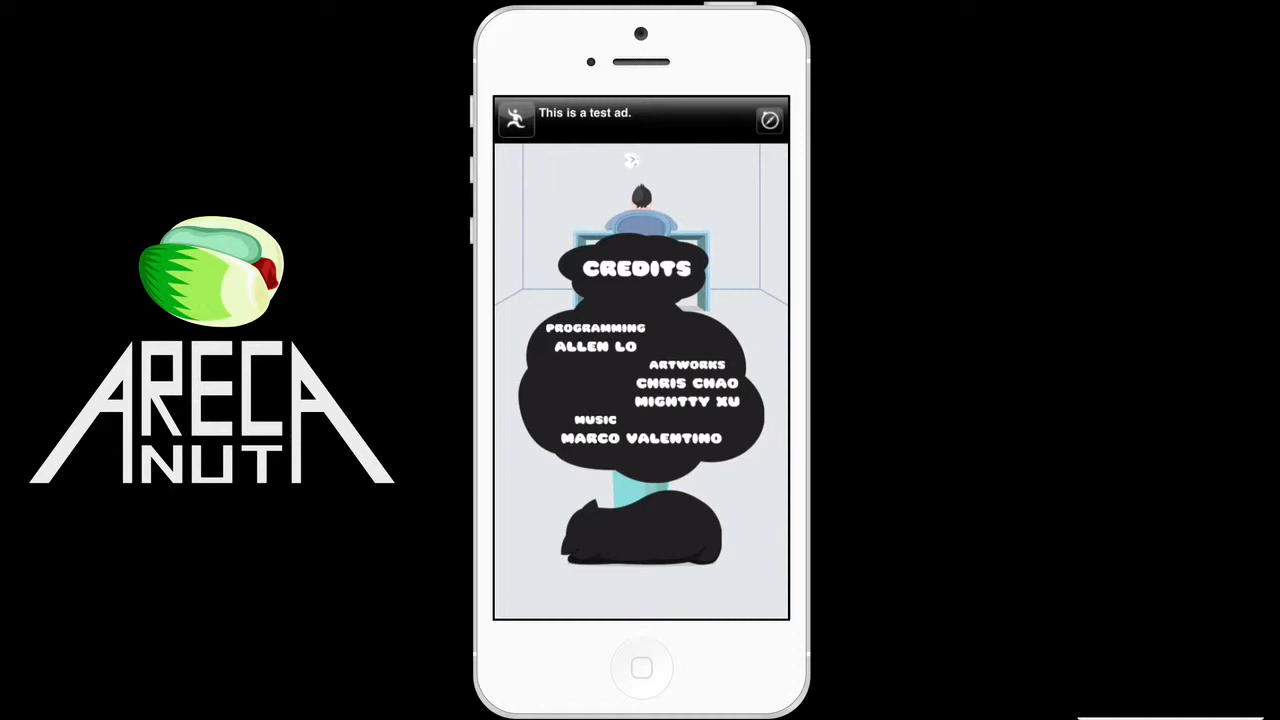 ARECA
NUT
This is a test ad.
CREDITS
PROGRAMMING
ALLEN LO
ARTWORKS
CHRIS CHAO
MIGHTTY XU
MUSIC
MARCO VALENTINO